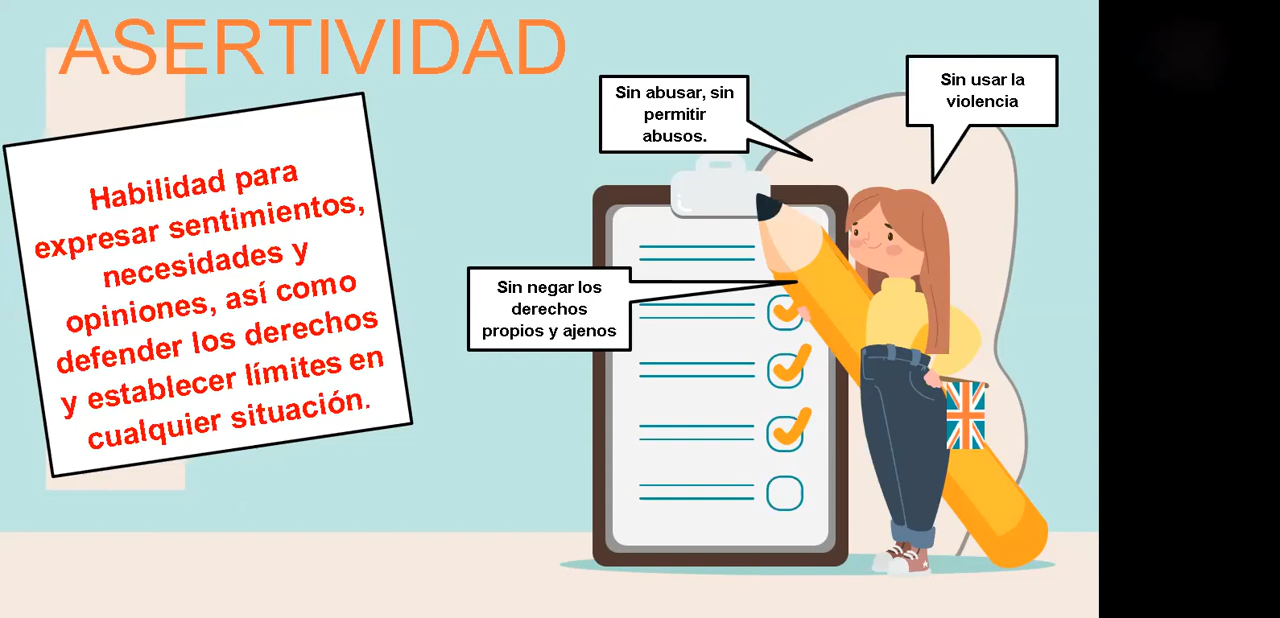 ASERTIVIDAD
Habilidad para
expresar sentimientos,
necesidades y
opiniones, así como
defender los derechos
y establecer límites en
cualquier situación.
Sin abusar, sin
permitir
abusos.
Sin usar la
violencia
Sin negar los
derechos
propios y ajenos